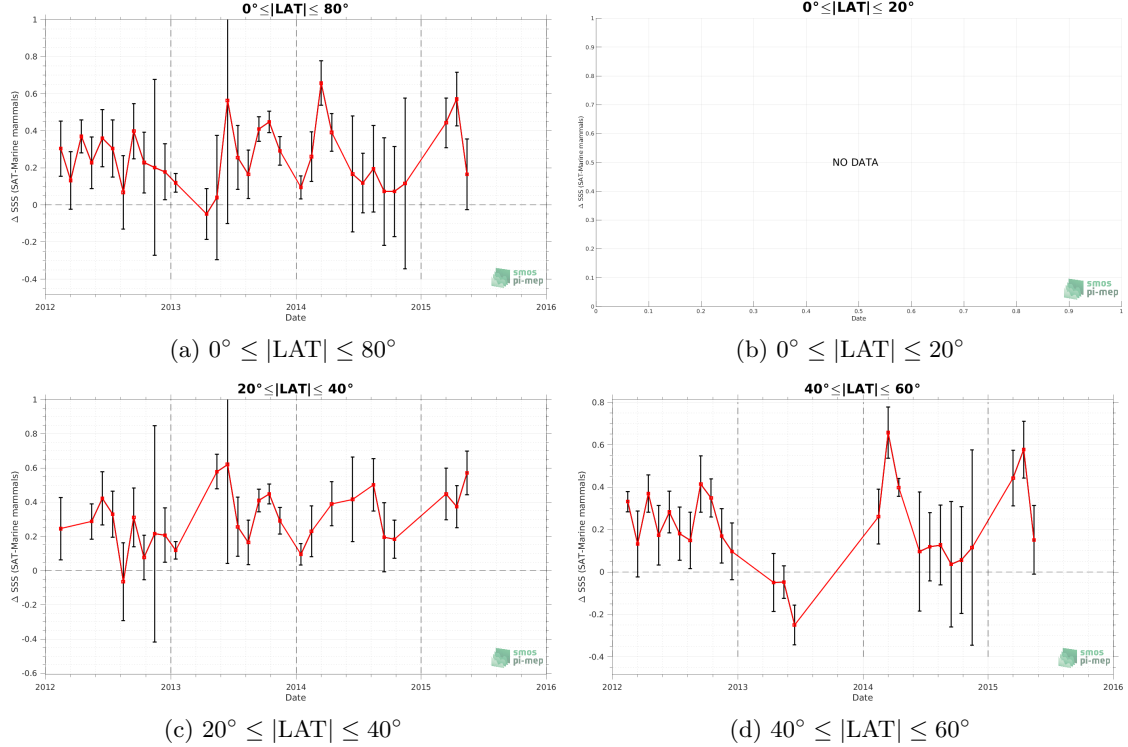 0°≤|LAT|≤ 80°
1
0.8
0.6
0.4
0.2
0
-0.2
-0.4
Δ SSS (SAT-Marine mammals)
2012
2013
2014
2015
2016
Date
smos
pi-mep
(a) 0° ≤ |LAT| ≤ 80°
0°≤|LAT|≤ 20°
1
0.9
0.8
0.7
0.6
0.5
0.4
0.3
0.2
0.1
0
Δ SSS (SAT-Marine mammals)
NO DATA
0
0.1
0.2
0.3
0.4
0.5
0.6
0.7
0.8
0.9
1
Date
smos
pi-mep
(b) 0° ≤ |LAT| ≤ 20°
20°≤|LAT|≤ 40°
1
0.8
0.6
0.4
0.2
0
-0.2
-0.4
-0.6
Δ SSS (SAT-Marine mammals)
2012
2013
2014
2015
2016
Date
smos
pi-mep
(c) 20° ≤ |LAT| ≤ 40°
40°≤|LAT|≤ 60°
0.8
0.6
0.4
0.2
0
-0.2
-0.4
Δ SSS (SAT-Marine mammals)
2012
2013
2014
2015
2016
Date
smos
pi-mep
(d) 40° ≤ |LAT| ≤ 60°